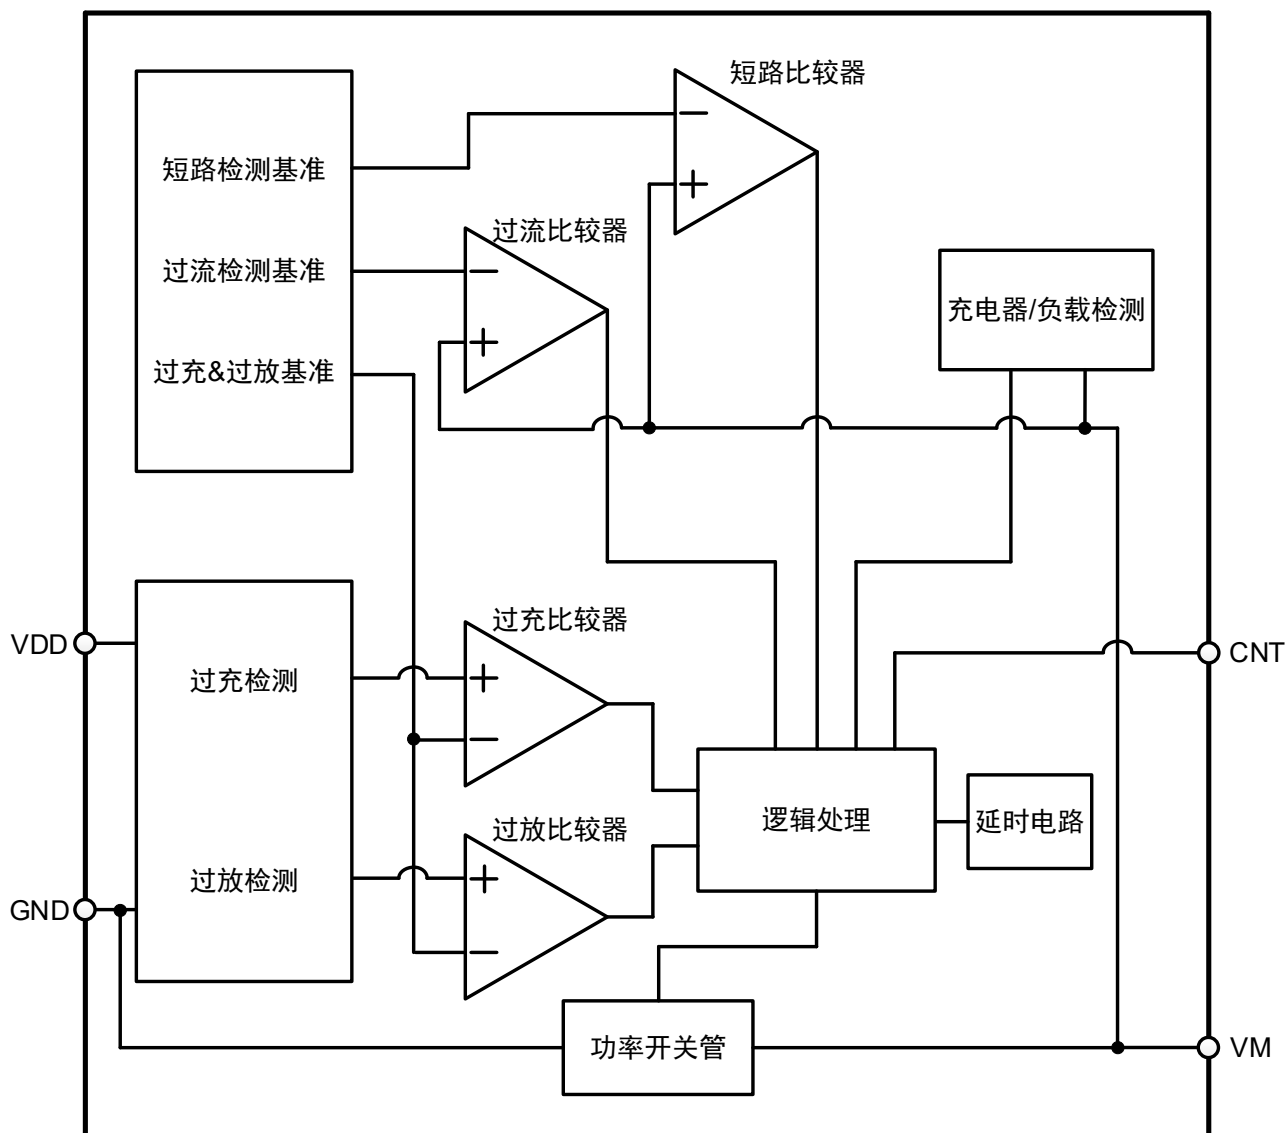 短路比较器
短路检测基准
过流比较器
过流检测基准
充电器/负载检测
过充&过放基准
过充比较器
VDD
CNT
过充检测
逻辑处理
延时电路
过放比较器
过放检测
GND
功率开关管
VM